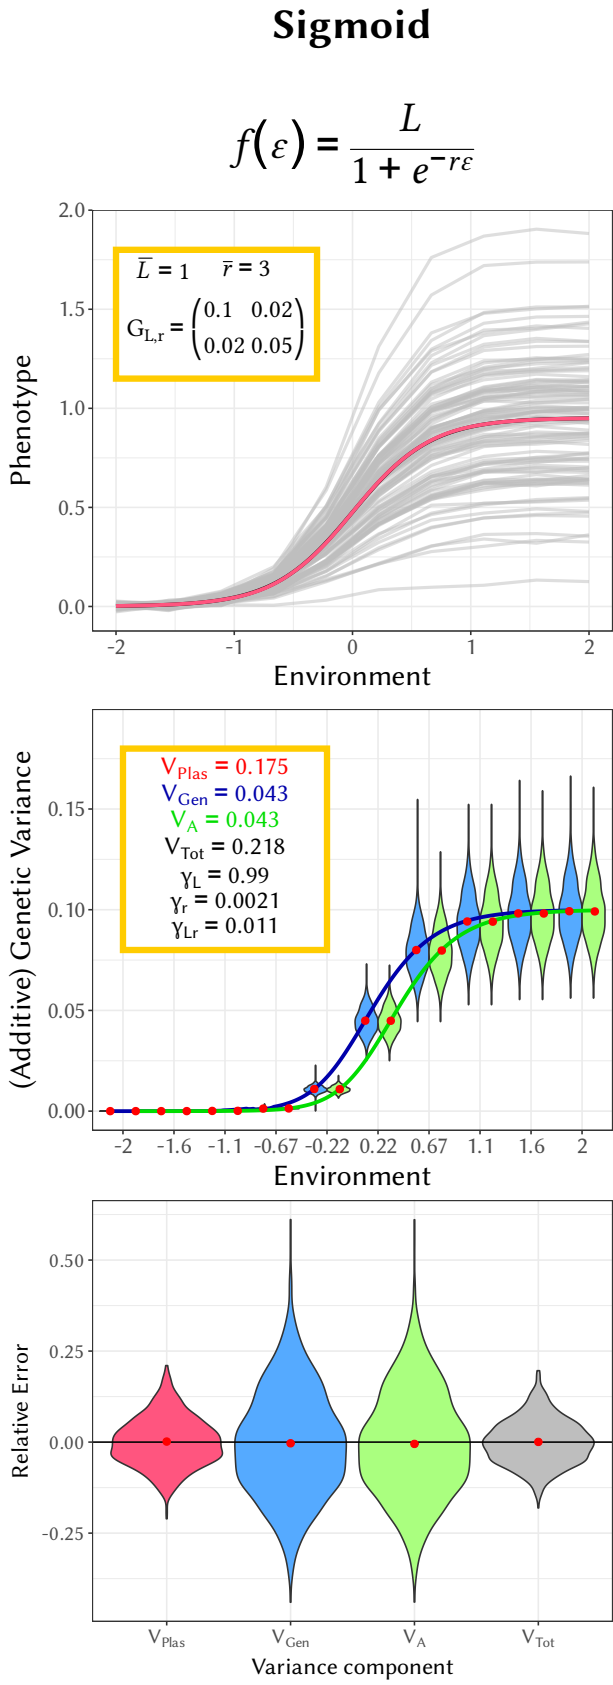 Sigmoid
f(ε) = L / (1 + e^−rε)
2.0
1.5
1.0
0.5
0.0
Phenotype
L̅ = 1 r̅ = 3
G_L,r = (0.1 0.02
0.02 0.05)
-2 -1 0 1 2
Environment
(Additive) Genetic Variance
0.15
0.10
0.05
0.00
V_Plas = 0.175
V_Gen = 0.043
V_A = 0.043
V_Tot = 0.218
γ_L = 0.99
γ_r = 0.0021
γ_Lr = 0.011
-2 -1.6 -1.1 -0.67 -0.22 0.22 0.67 1.1 1.6 2
Environment
Relative Error
0.50
0.25
0.00
-0.25
V_Plas V_Gen V_A V_Tot
Variance component